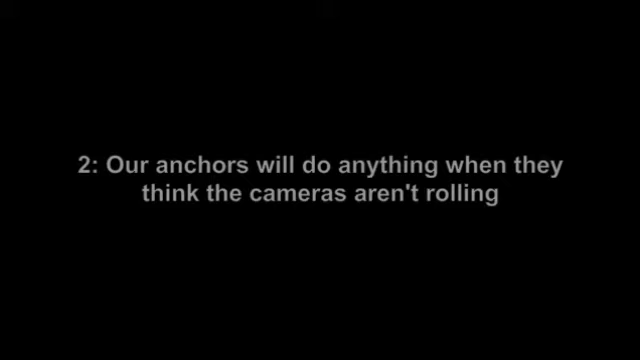 2: Our anchors will do anything when they
think the cameras aren't rolling